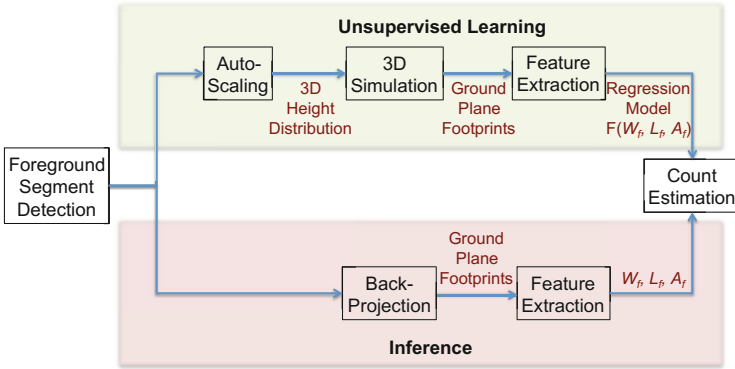 Unsupervised Learning
Auto-
Scaling
3D
Height
Distribution
3D
Simulation
Ground
Plane
Footprints
Feature
Extraction
Regression
Model
F(Wf, Lf, Af)
Foreground
Segment
Detection
Count
Estimation
Back-
Projection
Ground
Plane
Footprints
Feature
Extraction
Wf, Lf, Af
Inference